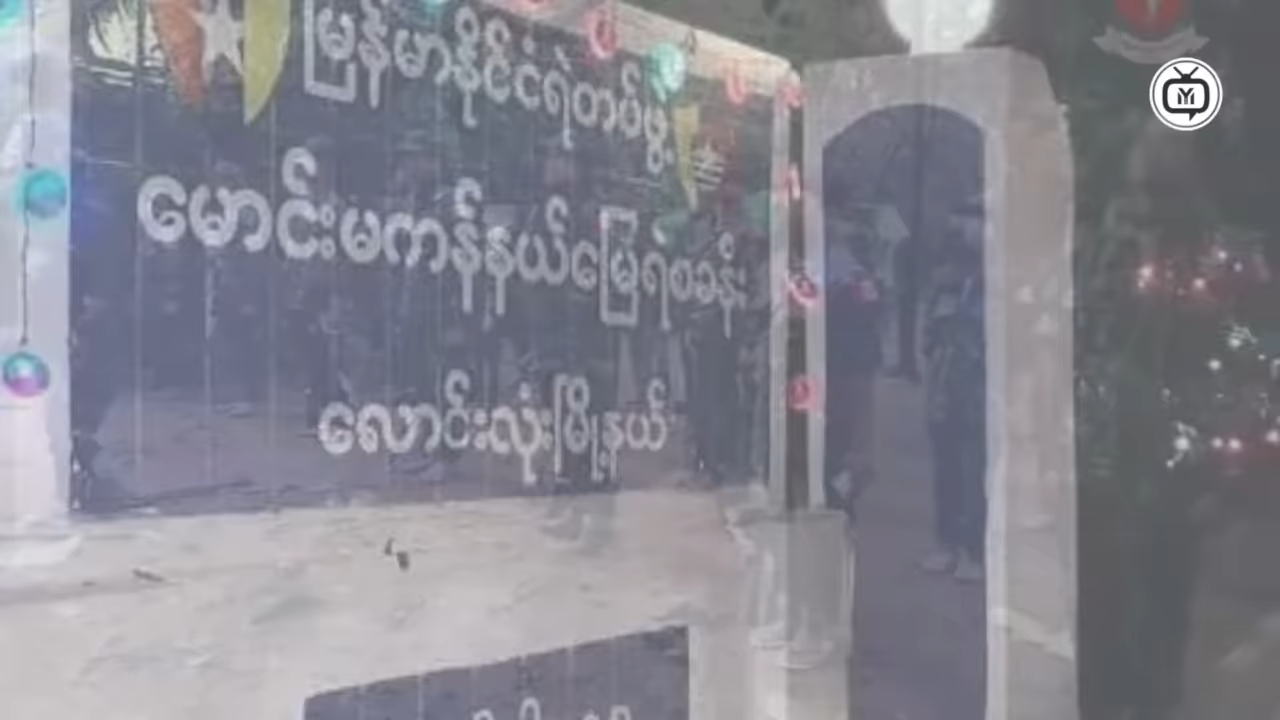 မြန်မာနိုင်ငံရဲတပ်ဖွဲ့
မောင်းမကန်နယ်မြေရဲစခန်း
လောင်းလုံးမြို့နယ်